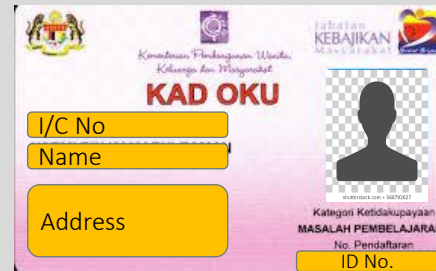 Jabatan
KEBAJIKAN
Masyarakat
Kementerian Pembangunan Wanita,
Keluarga dan Masyarakat
KAD OKU
I/C No
Name
Address
shutterstock.com • 568792627
Kategori Ketidakupayaan
MASALAH PEMBELAJARAN
No. Pendaftaran
ID No.